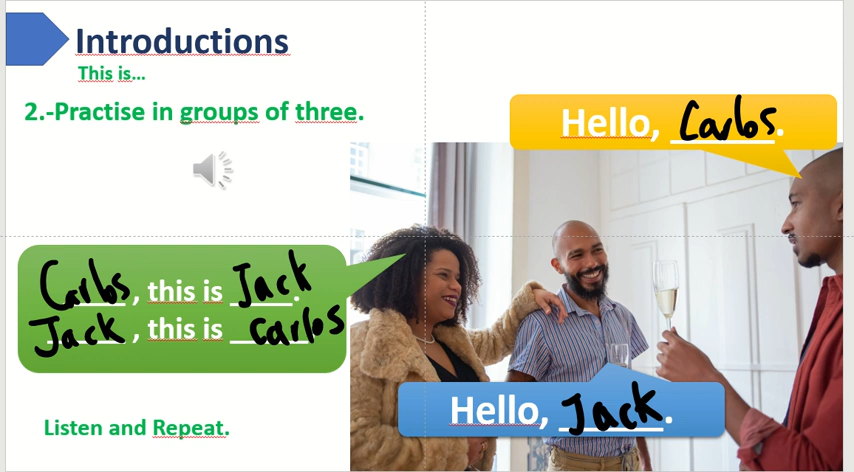 Introductions
This is...
2.-Practise in groups of three.
Hello, Carlos.
Carlos, this is Jack.
Jack, this is Carlos
Hello, Jack.
Listen and Repeat.